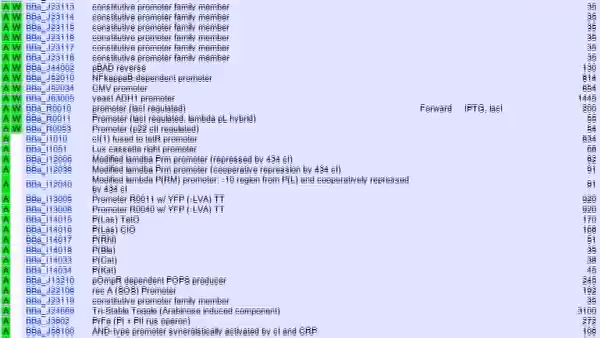 A W BBa_J23113 constitutive promoter family member 35
A W BBa_J23114 constitutive promoter family member 35
A W BBa_J23115 constitutive promoter family member 35
A W BBa_J23116 constitutive promoter family member 35
A W BBa_J23117 constitutive promoter family member 35
A W BBa_J23118 constitutive promoter family member 35
A W BBa_J44002 pBAD reverse 130
A W BBa_J52010 NFkappaB-dependent promoter 814
A W BBa_J52034 CMV promoter 654
A W BBa_J63005 yeast ADH1 promoter 1445
A W BBa_R0010 promoter (lacI regulated) Forward IPTG, lacI 200
A W BBa_R0011 Promoter (lacI regulated, lambda pL hybrid) 55
A W BBa_R0053 Promoter (p22 cII regulated) 54
A BBa_I1010 cI(1) fused to tetR promoter 834
A BBa_I1051 Lux cassette right promoter 68
A BBa_I12006 Modified lamdba Prm promoter (repressed by 434 cI) 82
A BBa_I12036 Modified lamdba Prm promoter (cooperative repression by 434 cI) 91
A BBa_I12040 Modified lambda P(RM) promoter: -10 region from P(L) and cooperatively repressed by 434 cI 91
A BBa_I13005 Promoter R0011 w/ YFP (-LVA) TT 920
A BBa_I13006 Promoter R0040 w/ YFP (-LVA) TT 920
A BBa_I14015 P(Las) TetO 170
A BBa_I14016 P(Las) CIO 168
A BBa_I14017 P(Rhl) 51
A BBa_I14018 P(Bla) 35
A BBa_I14033 P(Cat) 38
A BBa_I14034 P(Kat) 45
A BBa_J13210 pOmpR dependent POPS producer 245
A BBa_J22106 rec A (SOS) Promoter 192
A BBa_J23119 constitutive promoter family member 35
A BBa_J24669 Tri-Stable Toggle (Arabinose induced component) 3100
A BBa_J3902 PrFe (PI + PII rus operon) 272
A BBa_J58100 AND-type promoter synergistically activated by cI and CRP 106